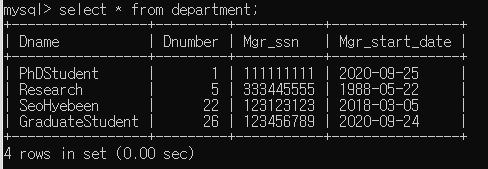 mysql> select * from department;
+-----------------+---------+-----------+----------------+
| Dname           | Dnumber | Mgr_ssn   | Mgr_start_date |
+-----------------+---------+-----------+----------------+
| PhDStudent      |       1 | 111111111 | 2020-09-25     |
| Research        |       5 | 333445555 | 1988-05-22     |
| SeoHyebeen      |      22 | 123123123 | 2018-03-05     |
| GraduateStudent |      26 | 123456789 | 2020-09-24     |
+-----------------+---------+-----------+----------------+
4 rows in set (0.00 sec)